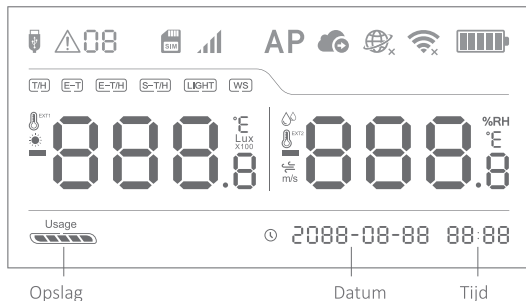 08 SIM AP
T/H E-T E-T/H S-T/H LIGHT WS
EXT1 888.8 °E Lux X100 EXT2 m/s 888.8 %RH °E
Usage 2088-08-88 88:88
Opslag Datum Tijd